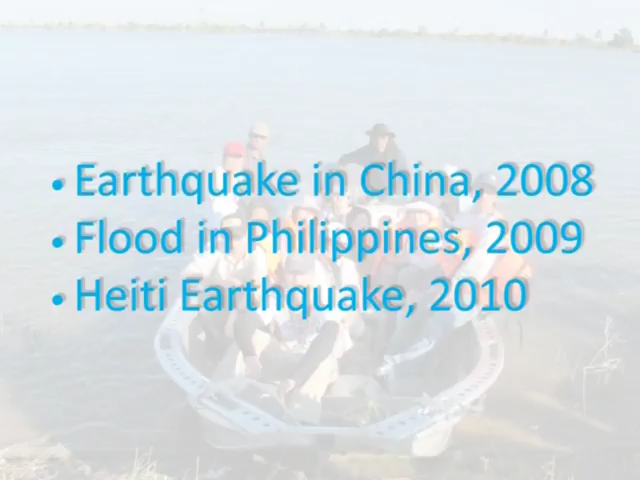 • Earthquake in China, 2008
• Flood in Philippines, 2009
• Heiti Earthquake, 2010